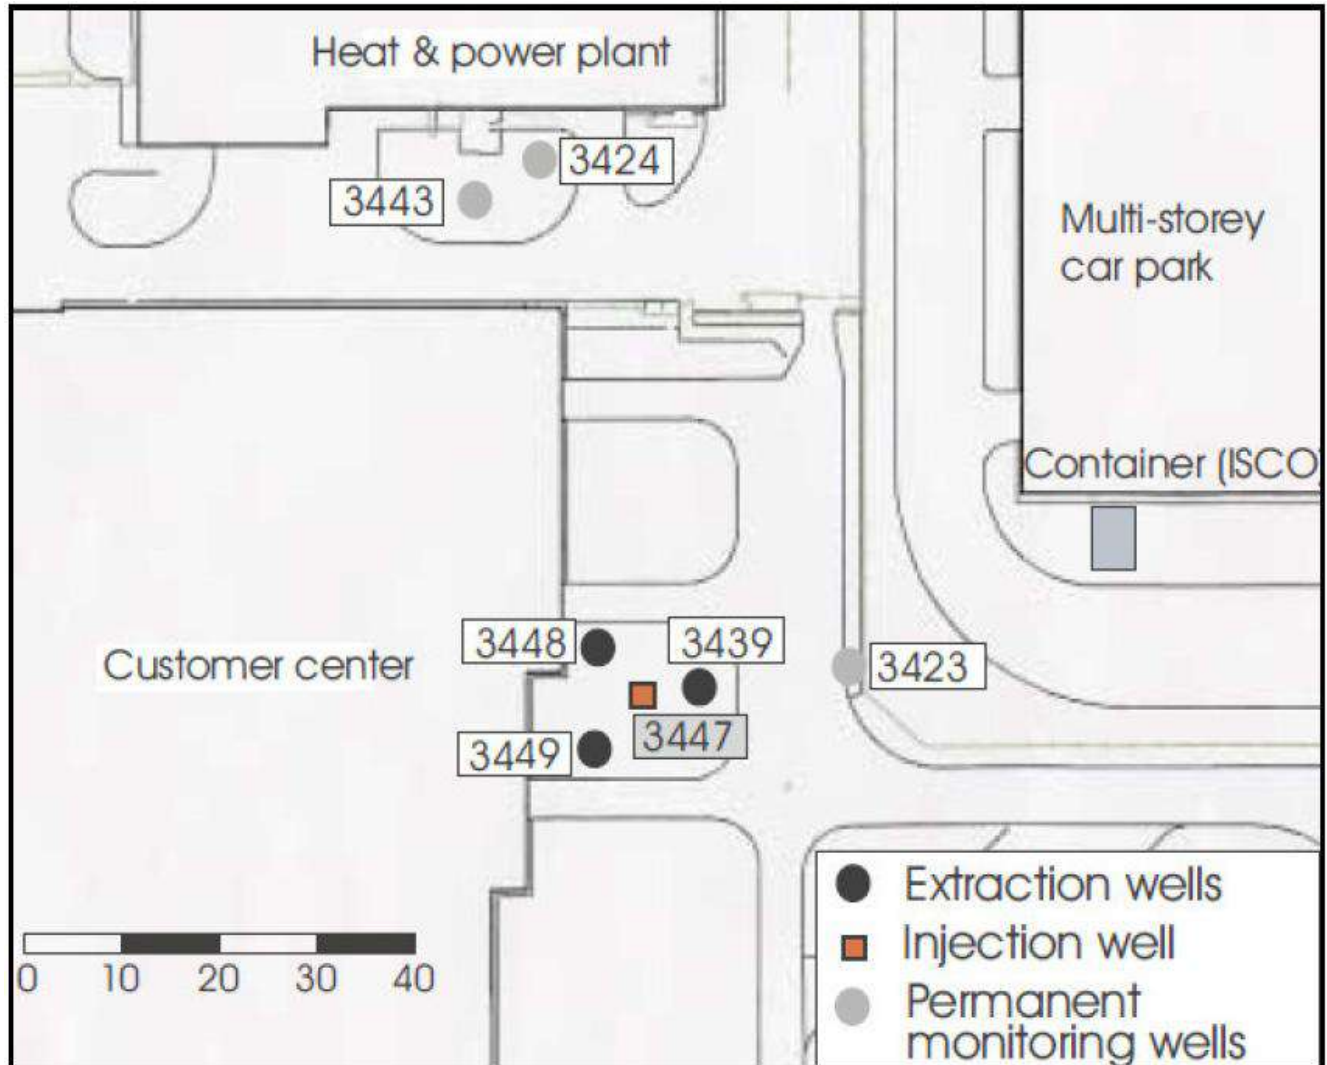 Heat & power plant
3424
3443
Multi-storey
car park
Container (ISCO)
3448
3439
Customer center
3423
3447
3449
0 10 20 30 40
Extraction wells
Injection well
Permanent
monitoring wells